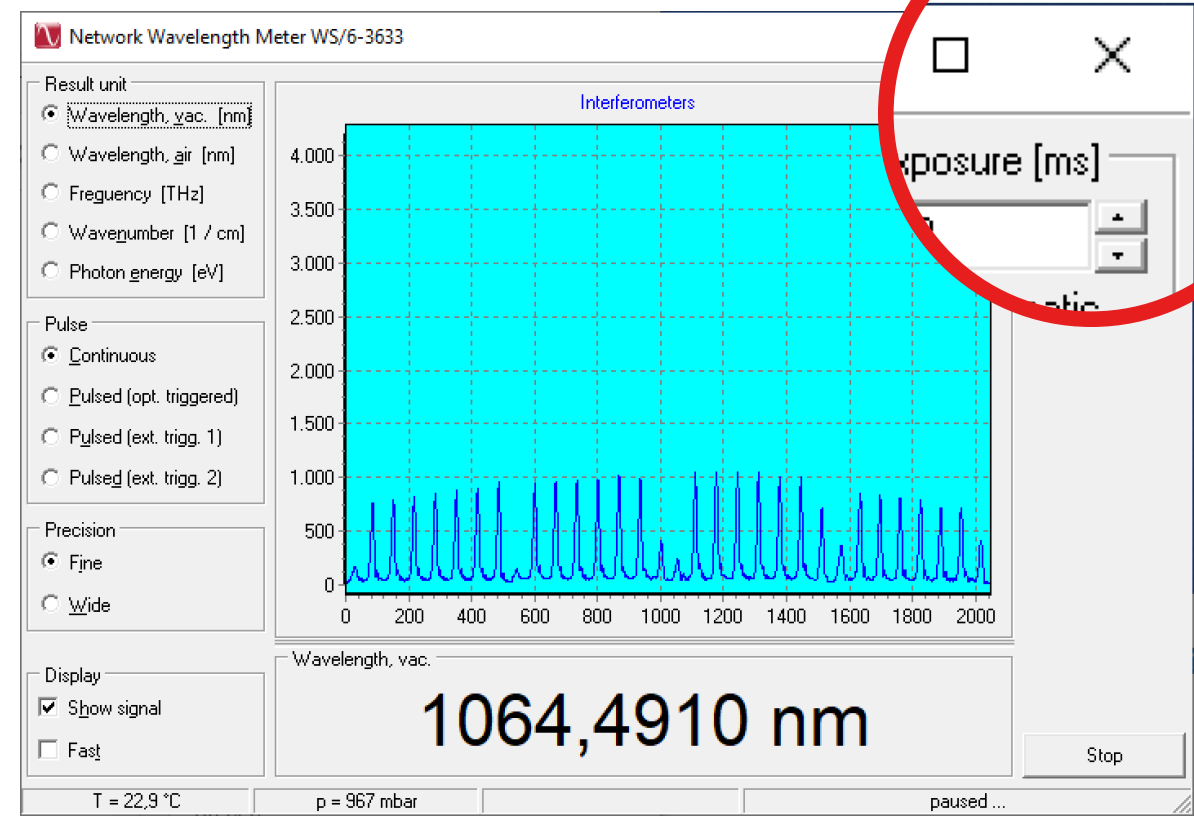 Network Wavelength Meter WS/6-3633
Result unit
Wavelength, vac. [nm]
Wavelength, air [nm]
Frequency [THz]
Wavenumber [1 / cm]
Photon energy [eV]
Pulse
Continuous
Pulsed (opt. triggered)
Pulsed (ext. trigg. 1)
Pulsed (ext. trigg. 2)
Precision
Fine
Wide
Display
Show signal
Fast
Interferometers
4.000
3.500
3.000
2.500
2.000
1.500
1.000
500
0
0 200 400 600 800 1000 1200 1400 1600 1800 2000
[ms]
Wavelength, vac.
1064,4910 nm
Stop
T = 22,9 °C
p = 967 mbar
paused ...